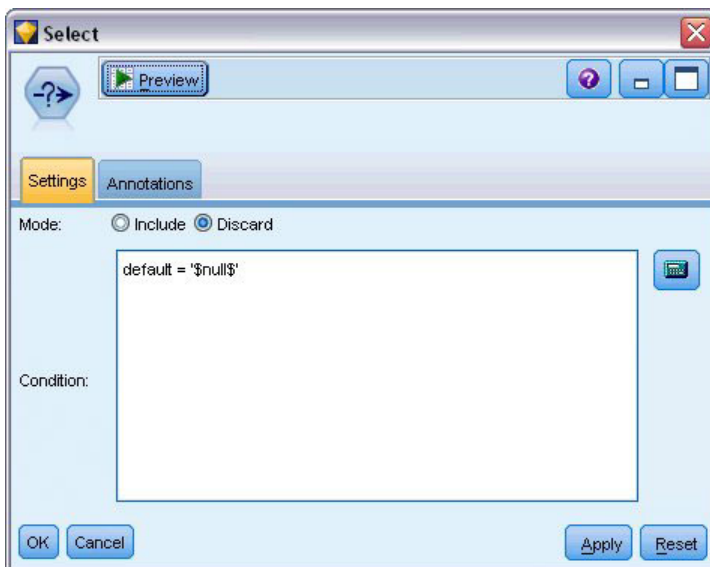 Select
Preview
Settings Annotations
Mode: Include Discard
default = '$null$'
Condition:
OK Cancel Apply Reset